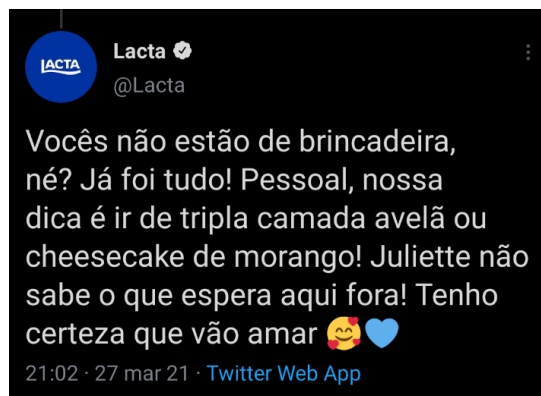 LACTA
Lacta
@Lacta
Vocês não estão de brincadeira,
né? Já foi tudo! Pessoal, nossa
dica é ir de tripla camada avelã ou
cheesecake de morango! Juliette não
sabe o que espera aqui fora! Tenho
certeza que vão amar 🥰💙
21:02 · 27 mar 21 · Twitter Web App